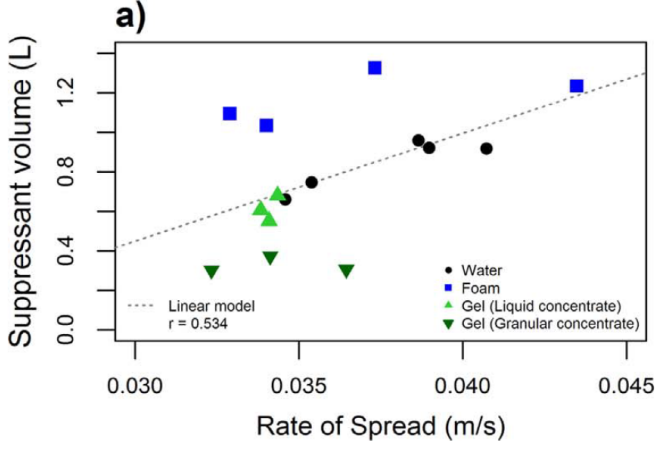 a)
Suppressant volume (L)
1.2
0.8
0.4
0.0
Water
Foam
Gel (Liquid concentrate)
Gel (Granular concentrate)
Linear model
r = 0.534
0.030 0.035 0.040 0.045
Rate of Spread (m/s)